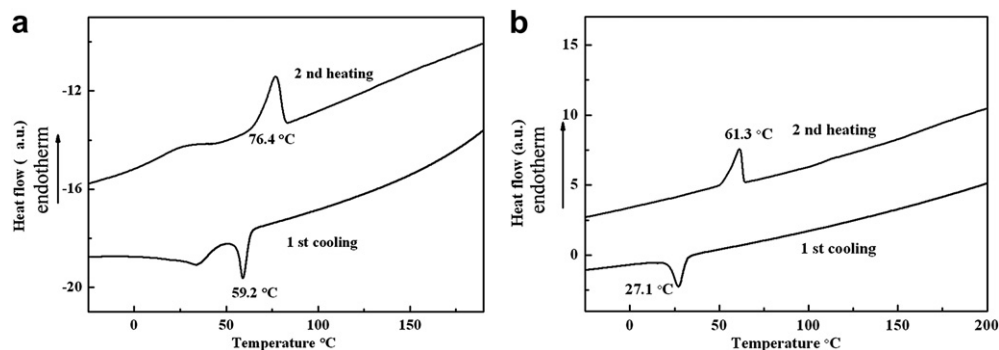 a
-12
-16
-20
Heat flow ( a.u.)
endotherm
2 nd heating
76.4 °C
1 st cooling
59.2 °C
0 50 100 150
Temperature °C
b
15
10
5
0
Heat flow (a.u.)
endotherm
61.3 °C
2 nd heating
1 st cooling
27.1 °C
0 50 100 150 200
Temperature °C